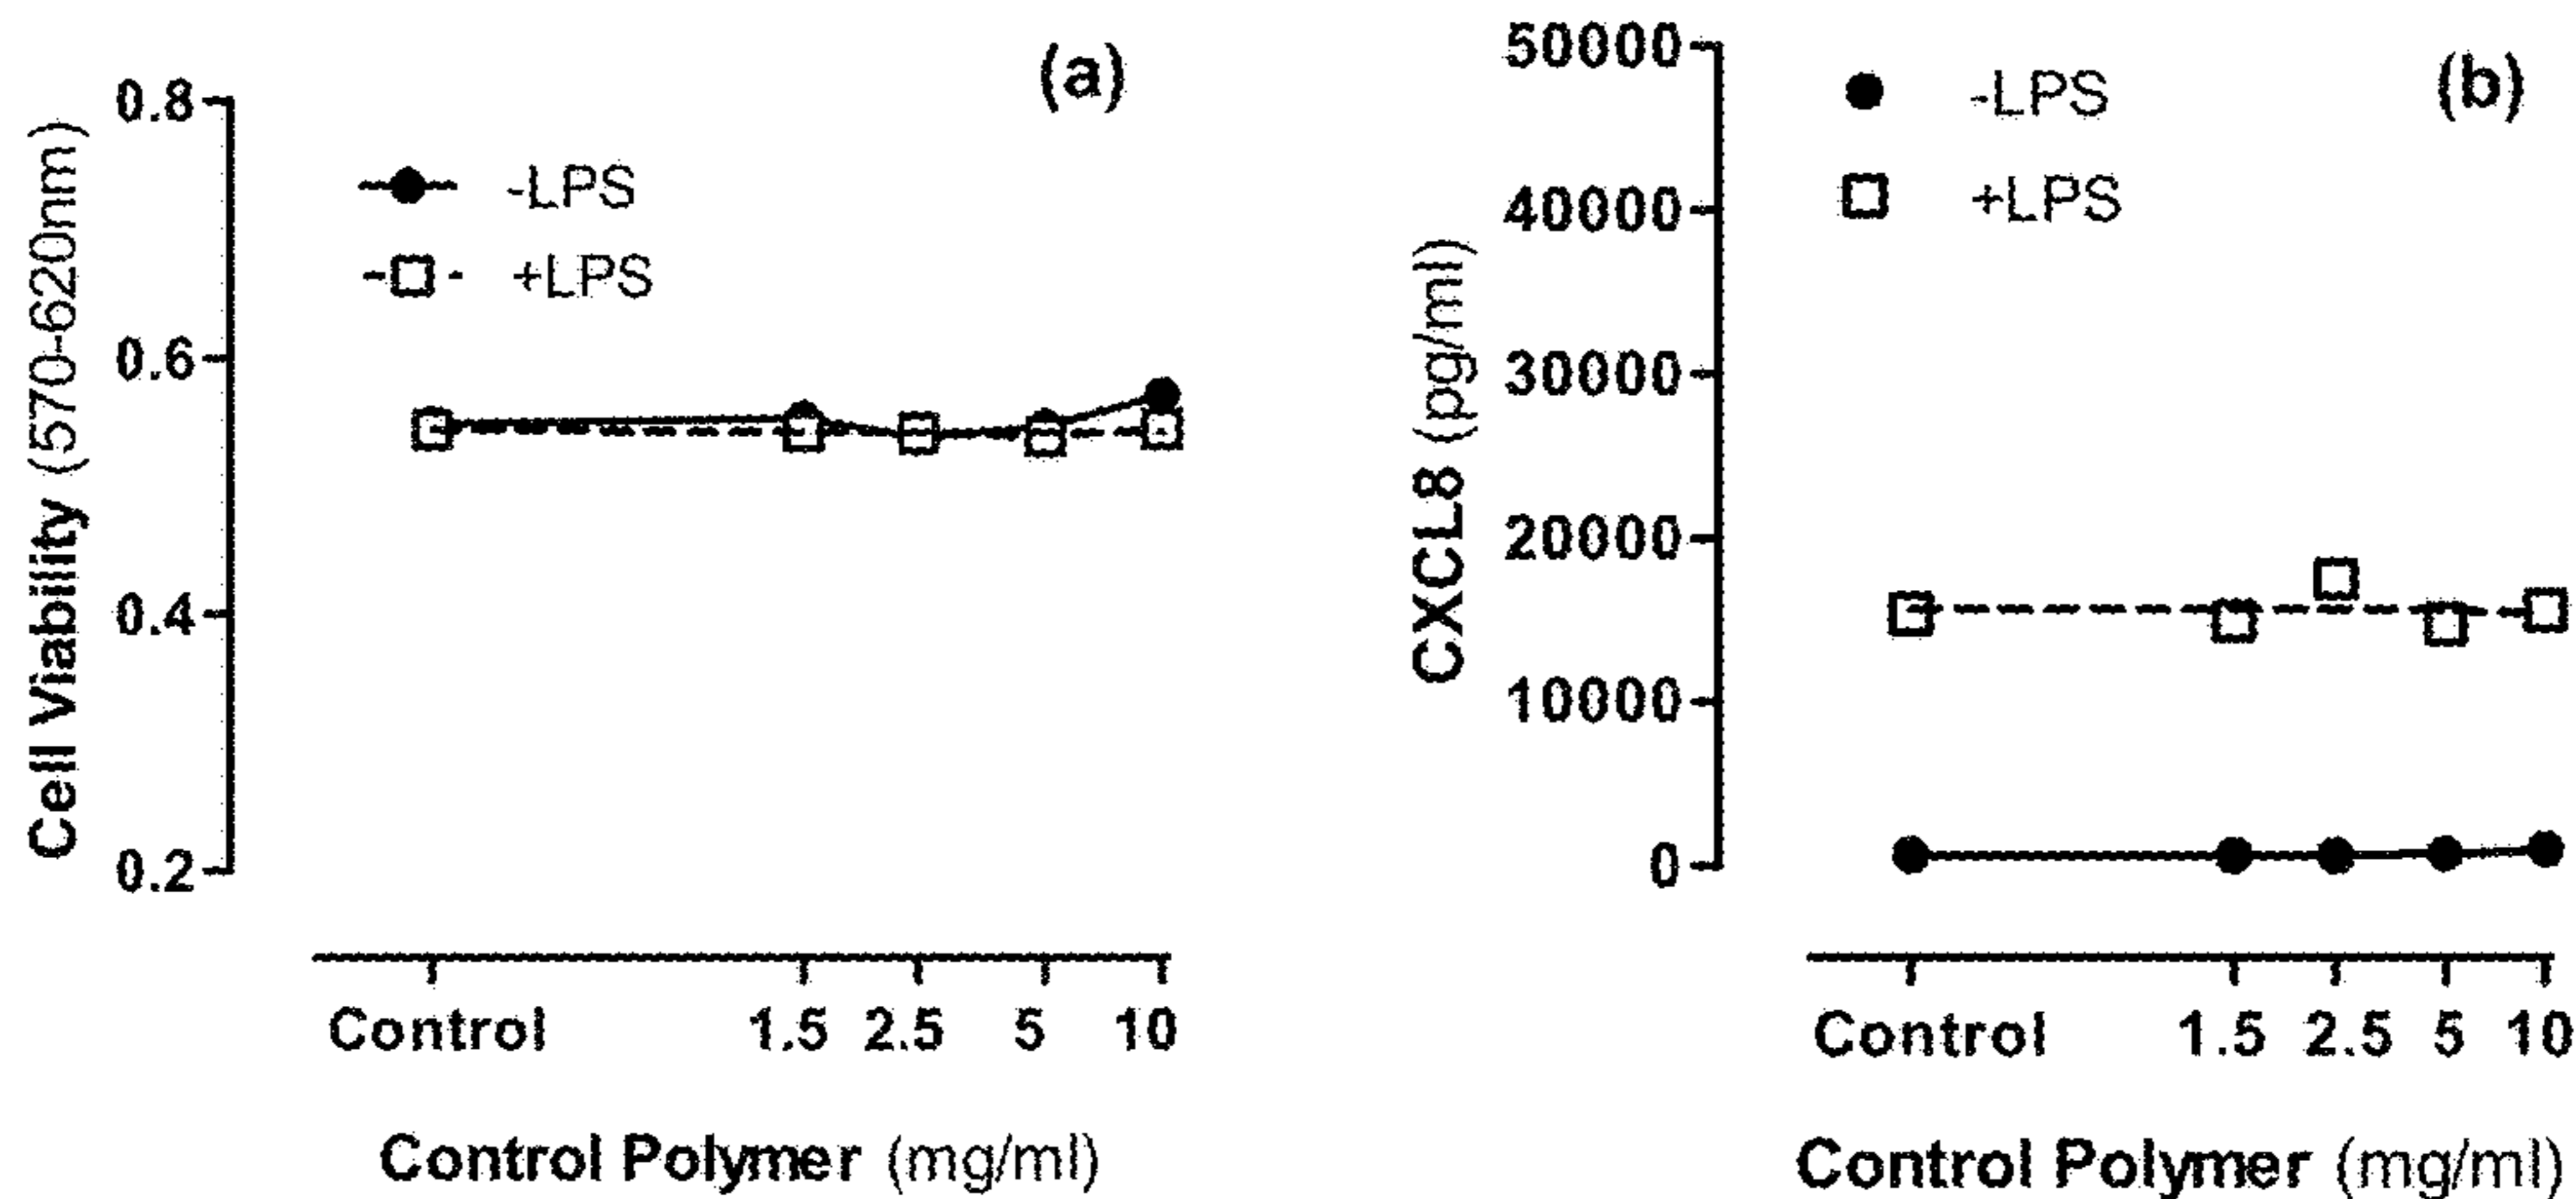 (a)
0.8
0.6
0.4
0.2
Cell Viability (570-620nm)
-LPS
+LPS
Control 1.5 2.5 5 10
Control Polymer (mg/ml)
(b)
50000
40000
30000
20000
10000
0
CXCL8 (pg/ml)
-LPS
+LPS
Control 1.5 2.5 5 10
Control Polymer (mg/ml)